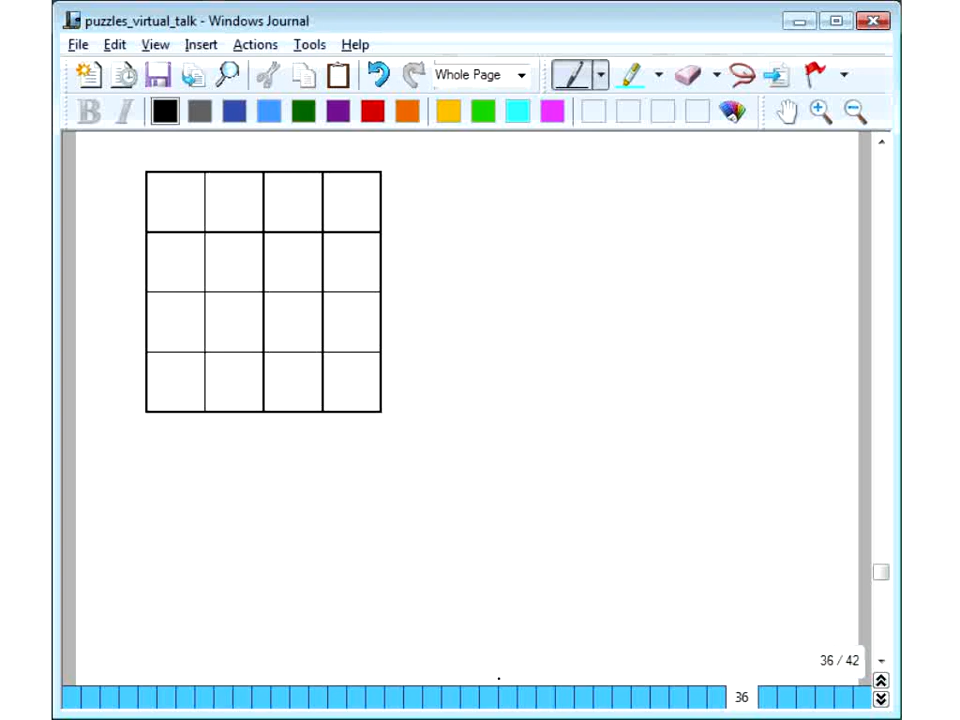 puzzles_virtual_talk - Windows Journal
File Edit View Insert Actions Tools Help
Whole Page
B I
36 / 42
36